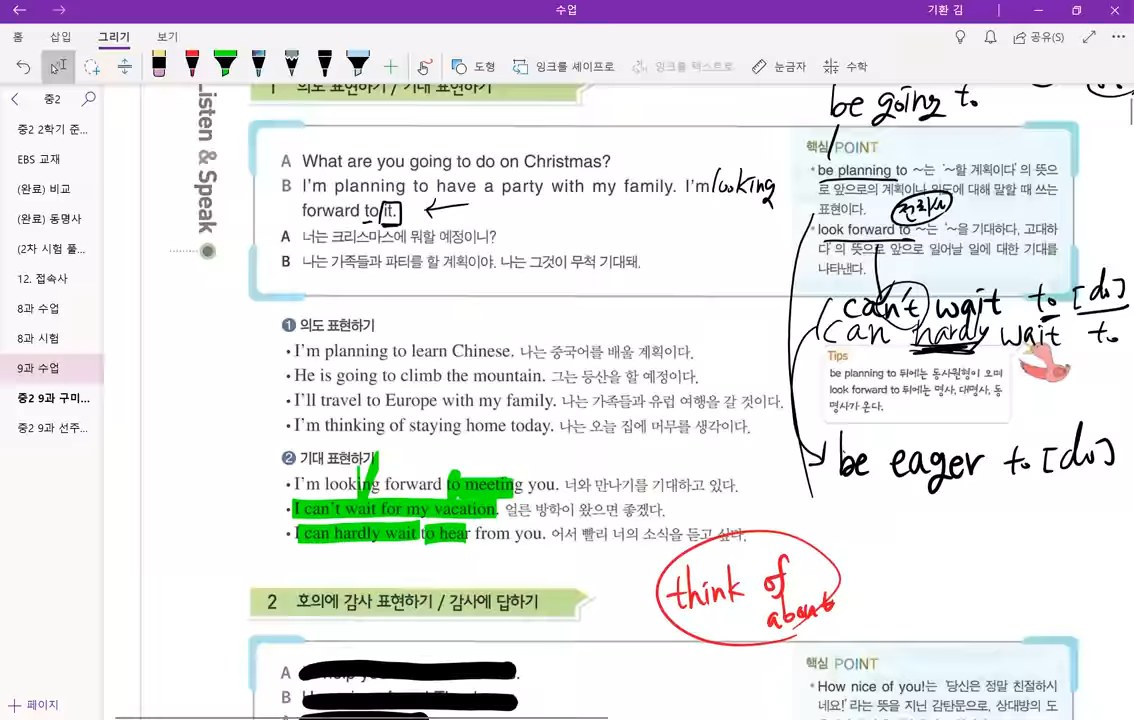 수업
기환 김
홈 삽입 그리기 보기
공유(S)
도형 잉크를 셰이프로 잉크를 텍스트로 눈금자 수학
중2
중2 2학기 준...
EBS 교재
(완료) 비교
(완료) 동명사
(2차 시험 풀...
12. 접속사
8과 수업
8과 시험
9과 수업
중2 9과 구미...
중2 9과 선주...
페이지
Listen & Speak
1 의도 표현하기 / 기대 표현하기
be going to
A What are you going to do on Christmas?
B I'm planning to have a party with my family. I'm looking
forward to it.
A 너는 크리스마스에 뭐할 예정이니?
B 나는 가족들과 파티를 할 계획이야. 나는 그것이 무척 기대돼.
핵심 POINT
• be planning to ~는 '~할 계획이다'의 뜻으
로 앞으로의 계획이나 의도에 대해 말할 때 쓰는
표현이다.
전치사
• look forward to ~는 '~을 기대하다, 고대하
다'의 뜻으로 앞으로 일어날 일에 대한 기대를
나타낸다.
can't wait to [do]
can hardly wait to
Tips
be planning to 뒤에는 동사원형이 오며
look forward to 뒤에는 명사, 대명사, 동
명사가 온다.
be eager to [do]
1 의도 표현하기
• I'm planning to learn Chinese. 나는 중국어를 배울 계획이다.
• He is going to climb the mountain. 그는 등산을 할 예정이다.
• I'll travel to Europe with my family. 나는 가족들과 유럽 여행을 갈 것이다.
• I'm thinking of staying home today. 나는 오늘 집에 머무를 생각이다.
2 기대 표현하기
• I'm looking forward to meeting you. 너와 만나기를 기대하고 있다.
• I can't wait for my vacation. 얼른 방학이 왔으면 좋겠다.
• I can hardly wait to hear from you. 어서 빨리 너의 소식을 듣고 싶다.
think of
about
2 호의에 감사 표현하기 / 감사에 답하기
A
B
핵심 POINT
• How nice of you!는 '당신은 정말 친절하시
네요!' 라는 뜻을 지닌 감탄문으로, 상대방의 도